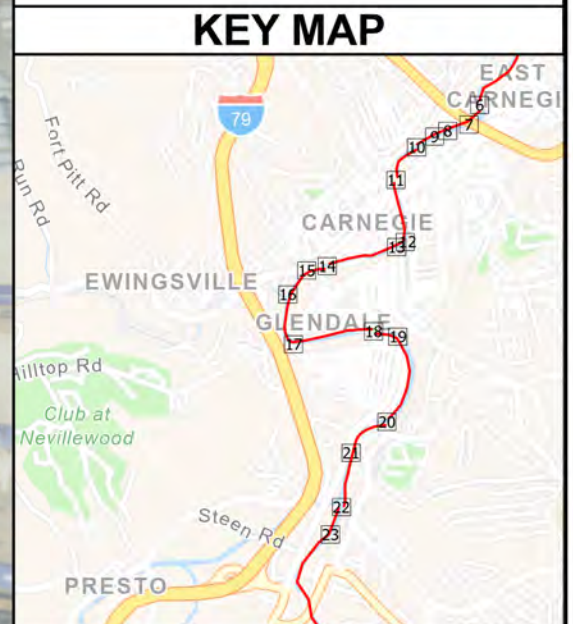 KEY MAP
EAST
CARNEGI
79
6
7
8
9
10
Fort Pitt Rd
Run Rd
11
CARNEGIE
12
13
14
15
EWINGSVILLE
16
GLENDALE
18
19
17
Hilltop Rd
Club at
Nevillewood
20
21
22
Steen Rd
23
PRESTO